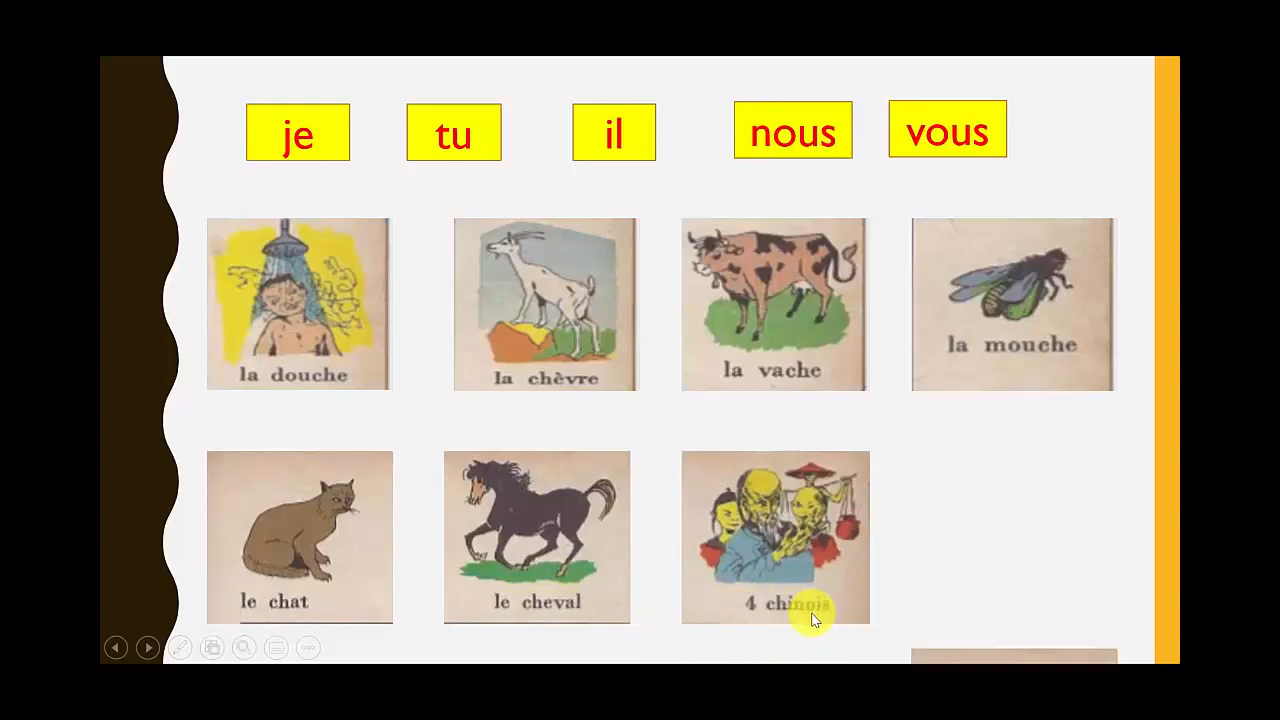 je
tu
il
nous
vous
la douche
la chèvre
la vache
la mouche
le chat
le cheval
4 chinois